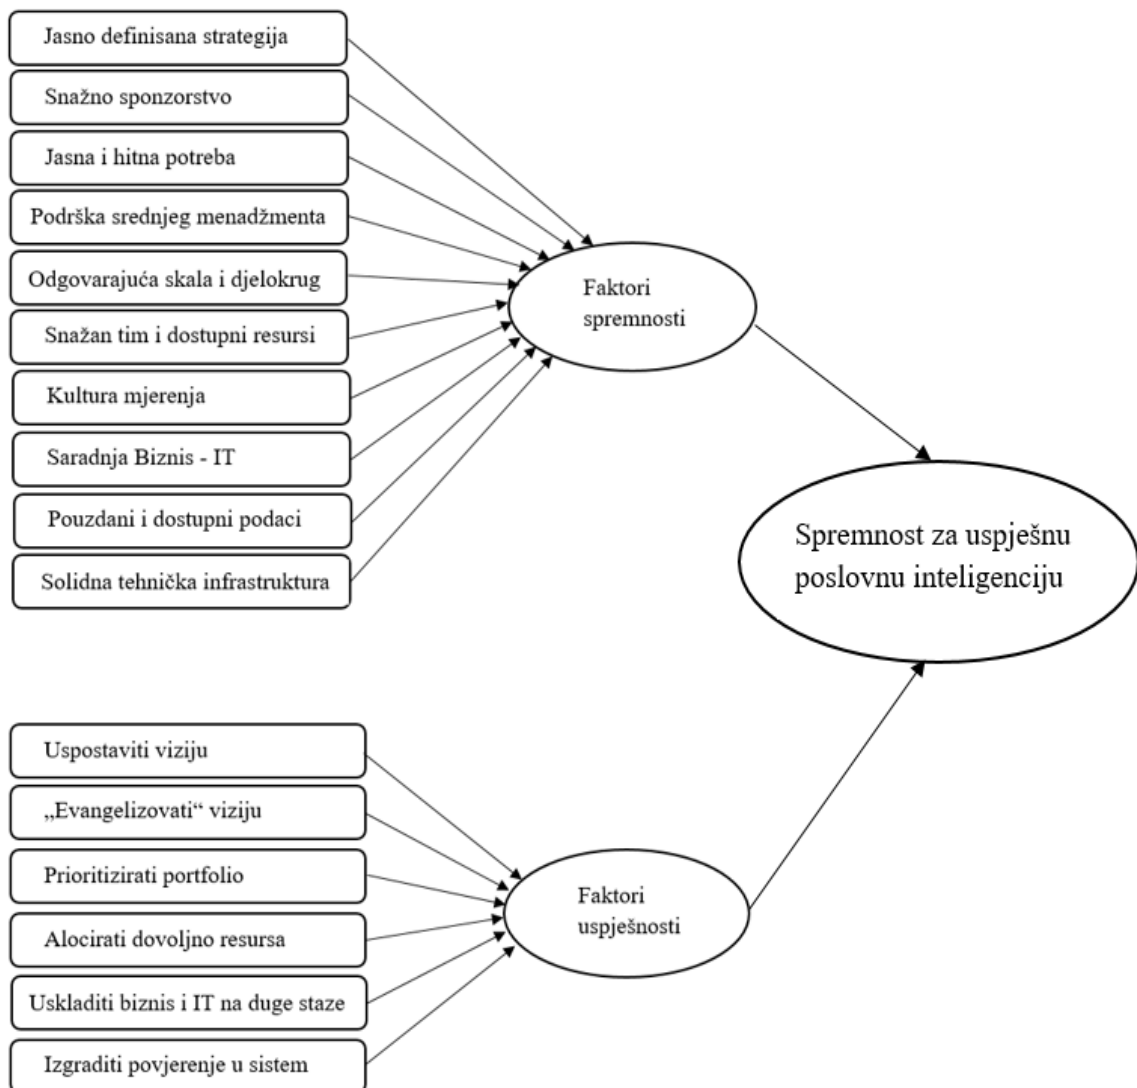 Jasno definisana strategija
Snažno sponzorstvo
Jasna i hitna potreba
Podrška srednjeg menadžmenta
Odgovarajuća skala i djelokrug
Snažan tim i dostupni resursi
Kultura mjerenja
Saradnja Biznis - IT
Pouzdani i dostupni podaci
Solidna tehnička infrastruktura
Faktori
spremnosti
Spremnost za uspješnu
poslovnu inteligenciju
Uspostaviti viziju
„Evangelizovati“ viziju
Prioritizirati portfolio
Alocirati dovoljno resursa
Uskladiti biznis i IT na duge staze
Izgraditi povjerenje u sistem
Faktori
uspješnosti